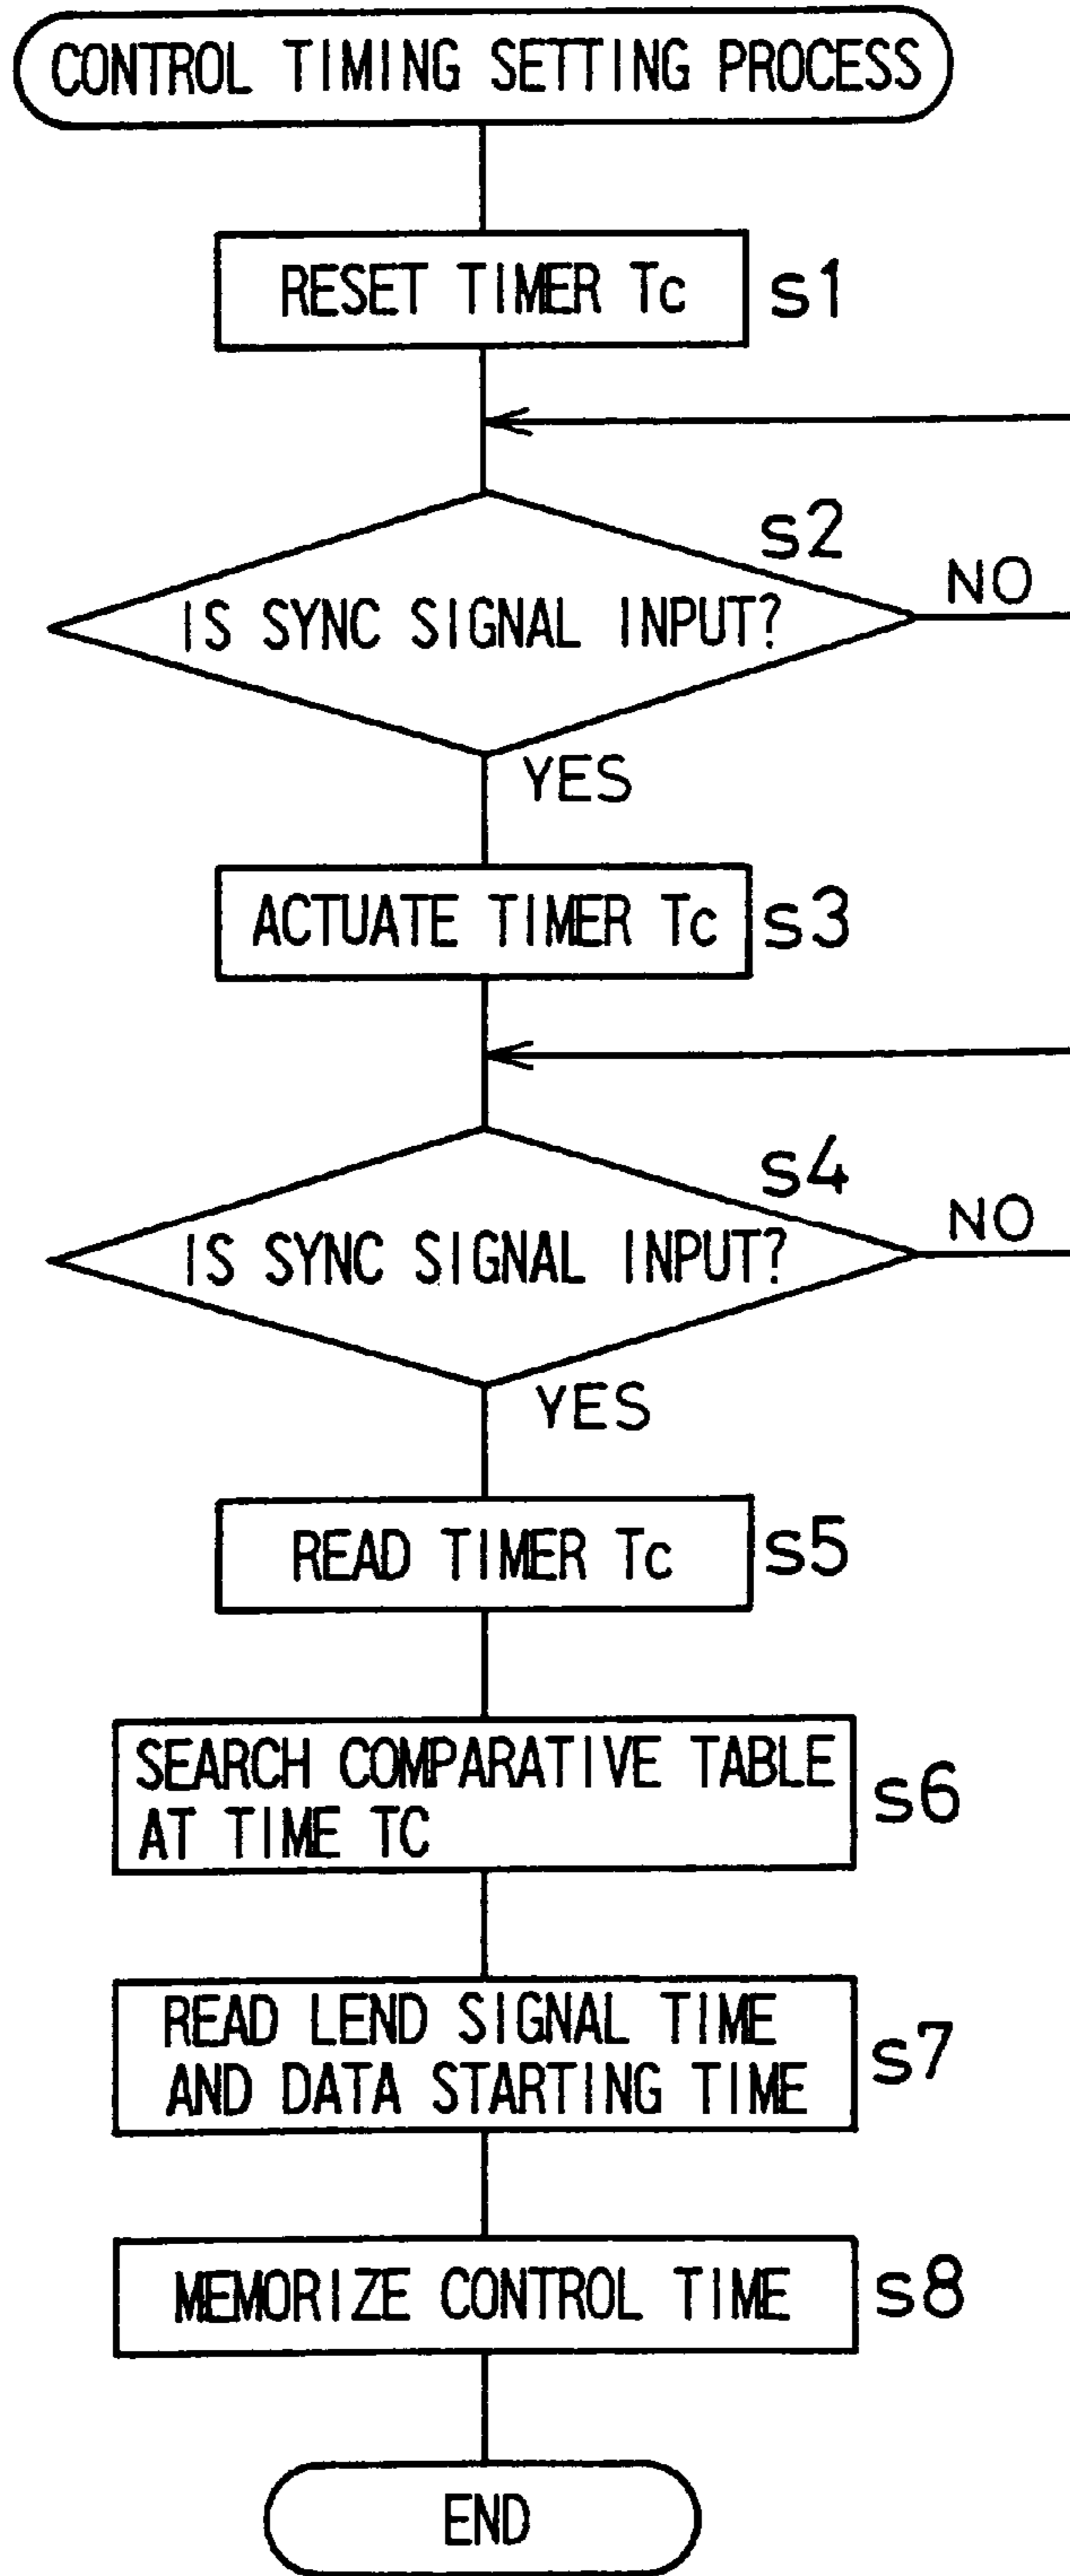 CONTROL TIMING SETTING PROCESS
RESET TIMER Tc
s1
s2
IS SYNC SIGNAL INPUT?
NO
YES
ACTUATE TIMER Tc
s3
s4
IS SYNC SIGNAL INPUT?
NO
YES
READ TIMER Tc
s5
SEARCH COMPARATIVE TABLE
AT TIME TC
s6
READ LEND SIGNAL TIME
AND DATA STARTING TIME
s7
MEMORIZE CONTROL TIME
s8
END